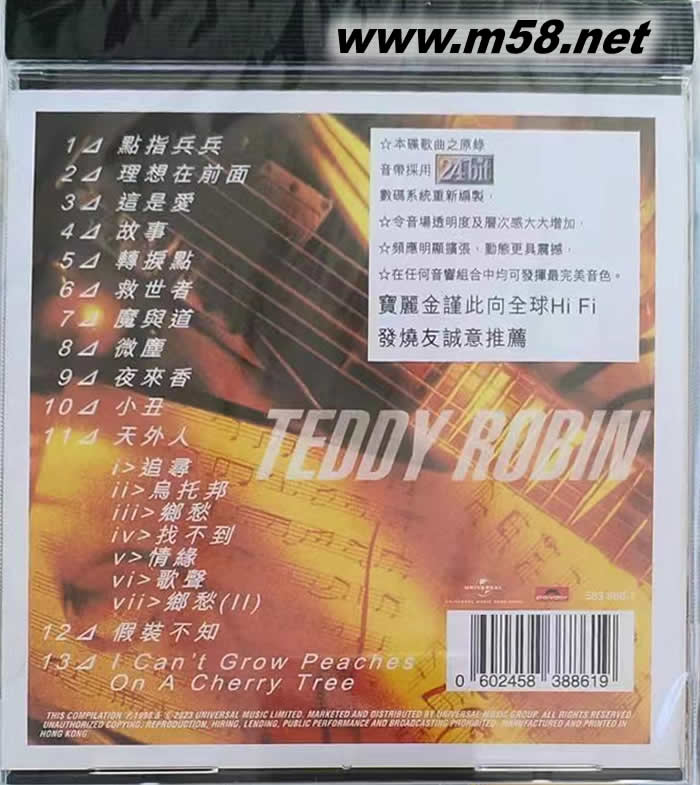 www.m58.net
1⊿ 點指兵兵
2⊿ 理想在前面
3⊿ 這是愛
4⊿ 故事
5⊿ 轉捩點
6⊿ 救世者
7⊿ 魔與道
8⊿ 微塵
9⊿ 夜來香
10⊿ 小丑
11⊿ 天外人
i>追尋
ii>烏托邦
iii>鄉愁
iv>找不到
v>情緣
vi>歌聲
vii>鄉愁(II)
12⊿ 假裝不知
13⊿ I Can't Grow Peaches
On A Cherry Tree
☆本碟歌曲之原錄
音帶採用 24bit
數碼系統重新編製，
☆令音場透明度及層次感大大增加，
☆頻應明顯擴張，動態更具震撼，
☆在任何音響組合中均可發揮最完美音色。
寶麗金謹此向全球Hi Fi
發燒友誠意推薦
TEDDY ROBIN
UNIVERSAL
polydor
0 602458 388619
THIS COMPILATION ℗1998 & © 2023 UNIVERSAL MUSIC LIMITED. MARKETED AND DISTRIBUTED BY UNIVERSAL MUSIC GROUP. ALL RIGHTS RESERVED.
UNAUTHORIZED COPYING, REPRODUCTION, HIRING, LENDING, PUBLIC PERFORMANCE AND BROADCASTING PROHIBITED. MANUFACTURED AND PRINTED IN
HONG KONG